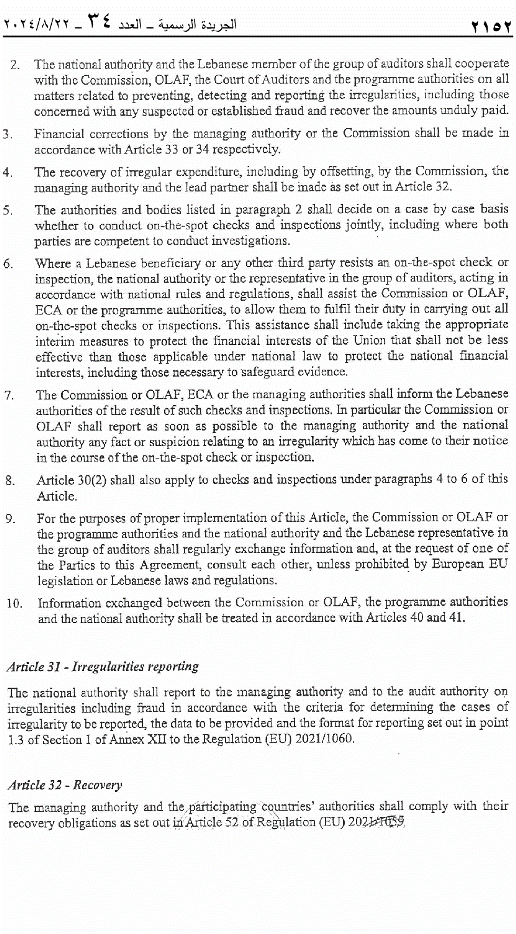 ٢١٥٢ الجريدة الرسمية ــ العدد ٣٤ ــ ٢٠٢٤/٨/٢٢
2. The national authority and the Lebanese member of the group of auditors shall cooperate
with the Commission, OLAF, the Court of Auditors and the programme authorities on all
matters related to preventing, detecting and reporting the irregularities, including those
concerned with any suspected or established fraud and recover the amounts unduly paid.
3. Financial corrections by the managing authority or the Commission shall be made in
accordance with Article 33 or 34 respectively.
4. The recovery of irregular expenditure, including by offsetting, by the Commission, the
managing authority and the lead partner shall be made as set out in Article 32.
5. The authorities and bodies listed in paragraph 2 shall decide on a case by case basis
whether to conduct on-the-spot checks and inspections jointly, including where both
parties are competent to conduct investigations.
6. Where a Lebanese beneficiary or any other third party resists an on-the-spot check or
inspection, the national authority or the representative in the group of auditors, acting in
accordance with national rules and regulations, shall assist the Commission or OLAF,
ECA or the programme authorities, to allow them to fulfil their duty in carrying out all
on-the-spot checks or inspections. This assistance shall include taking the appropriate
interim measures to protect the financial interests of the Union that shall not be less
effective than those applicable under national law to protect the national financial
interests, including those necessary to safeguard evidence.
7. The Commission or OLAF, ECA or the managing authorities shall inform the Lebanese
authorities of the result of such checks and inspections. In particular the Commission or
OLAF shall report as soon as possible to the managing authority and the national
authority any fact or suspicion relating to an irregularity which has come to their notice
in the course of the on-the-spot check or inspection.
8. Article 30(2) shall also apply to checks and inspections under paragraphs 4 to 6 of this
Article.
9. For the purposes of proper implementation of this Article, the Commission or OLAF or
the programme authorities and the national authority and the Lebanese representative in
the group of auditors shall regularly exchange information and, at the request of one of
the Parties to this Agreement, consult each other, unless prohibited by European EU
legislation or Lebanese laws and regulations.
10. Information exchanged between the Commission or OLAF, the programme authorities
and the national authority shall be treated in accordance with Articles 40 and 41.
Article 31 - Irregularities reporting
The national authority shall report to the managing authority and to the audit authority on
irregularities including fraud in accordance with the criteria for determining the cases of
irregularity to be reported, the data to be provided and the format for reporting set out in point
1.3 of Section 1 of Annex XII to the Regulation (EU) 2021/1060.
Article 32 - Recovery
The managing authority and the participating countries' authorities shall comply with their
recovery obligations as set out in Article 52 of Regulation (EU)